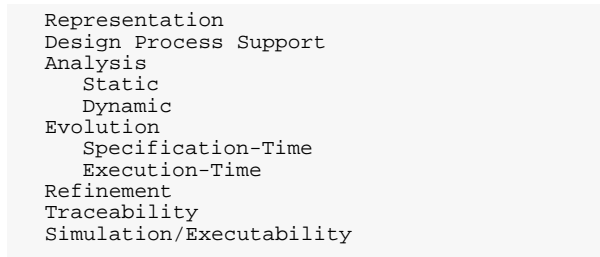 Representation
Design Process Support
Analysis
Static
Dynamic
Evolution
Specification-Time
Execution-Time
Refinement
Traceability
Simulation/Executability